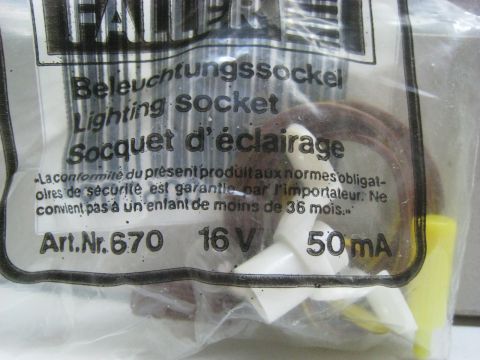 FALLER
Beleuchtungssockel
Lighting socket
Socquet d'éclairage
"La conformité du présent produit aux normes obligat-
oires de sécurité est garantie par l'importateur. Ne
convient pas à un enfant de moins de 36 mois."
Art.Nr.670 16 V 50 mA